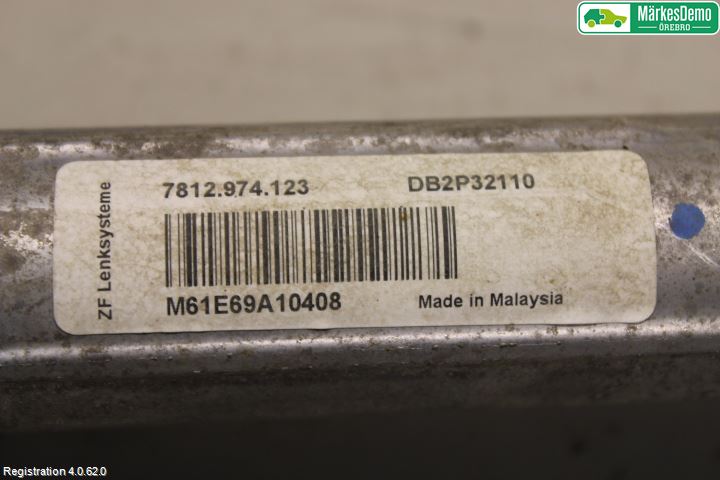 MärkesDemo
ÖREBRO
ZF Lenksysteme
7812.974.123 DB2P32110
M61E69A10408 Made in Malaysia
Registration 4.0.62.0